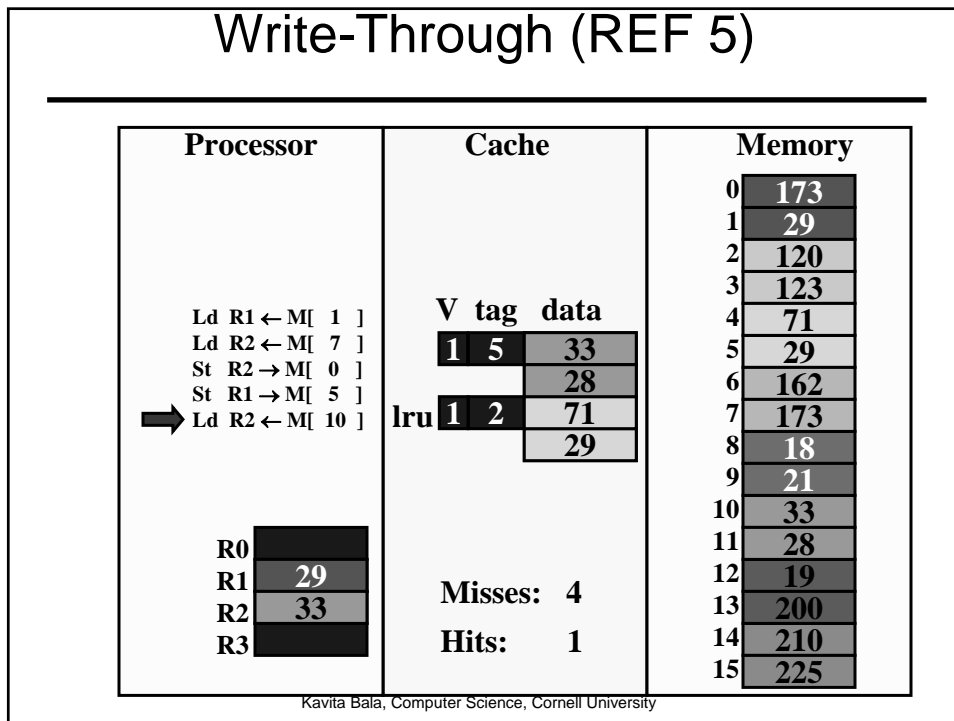 Write-Through (REF 5)
Processor
Ld R1 ← M[ 1 ]
Ld R2 ← M[ 7 ]
St R2 → M[ 0 ]
St R1 → M[ 5 ]
Ld R2 ← M[ 10 ]
R0
R1 29
R2 33
R3
Cache
V tag data
1 5 33
28
lru 1 2 71
29
Misses: 4
Hits: 1
Memory
0 173
1 29
2 120
3 123
4 71
5 29
6 162
7 173
8 18
9 21
10 33
11 28
12 19
13 200
14 210
15 225
Kavita Bala, Computer Science, Cornell University